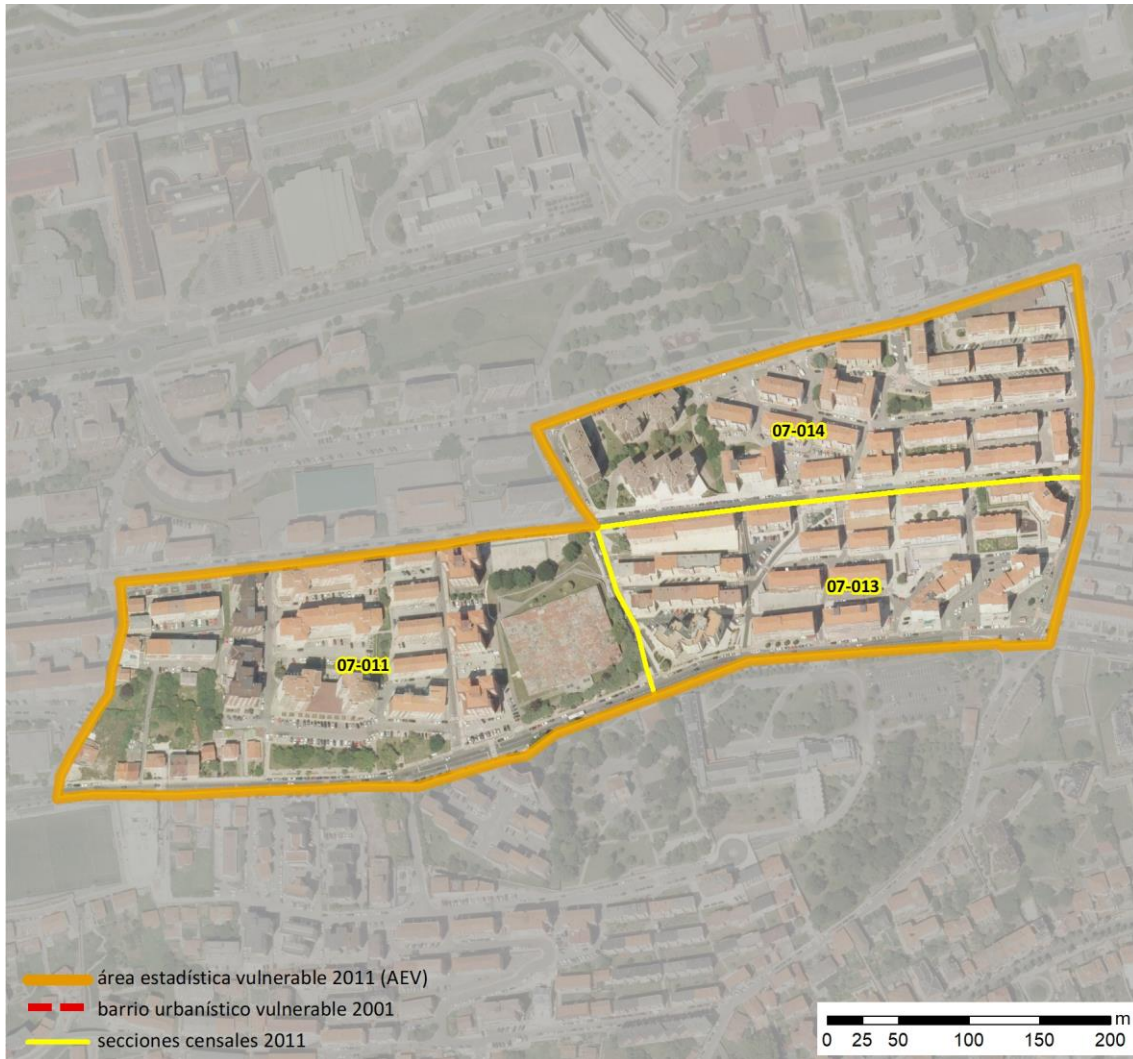 07-014
07-013
07-011
área estadística vulnerable 2011 (AEV)
barrio urbanístico vulnerable 2001
secciones censales 2011
m
0 25 50 100 150 200